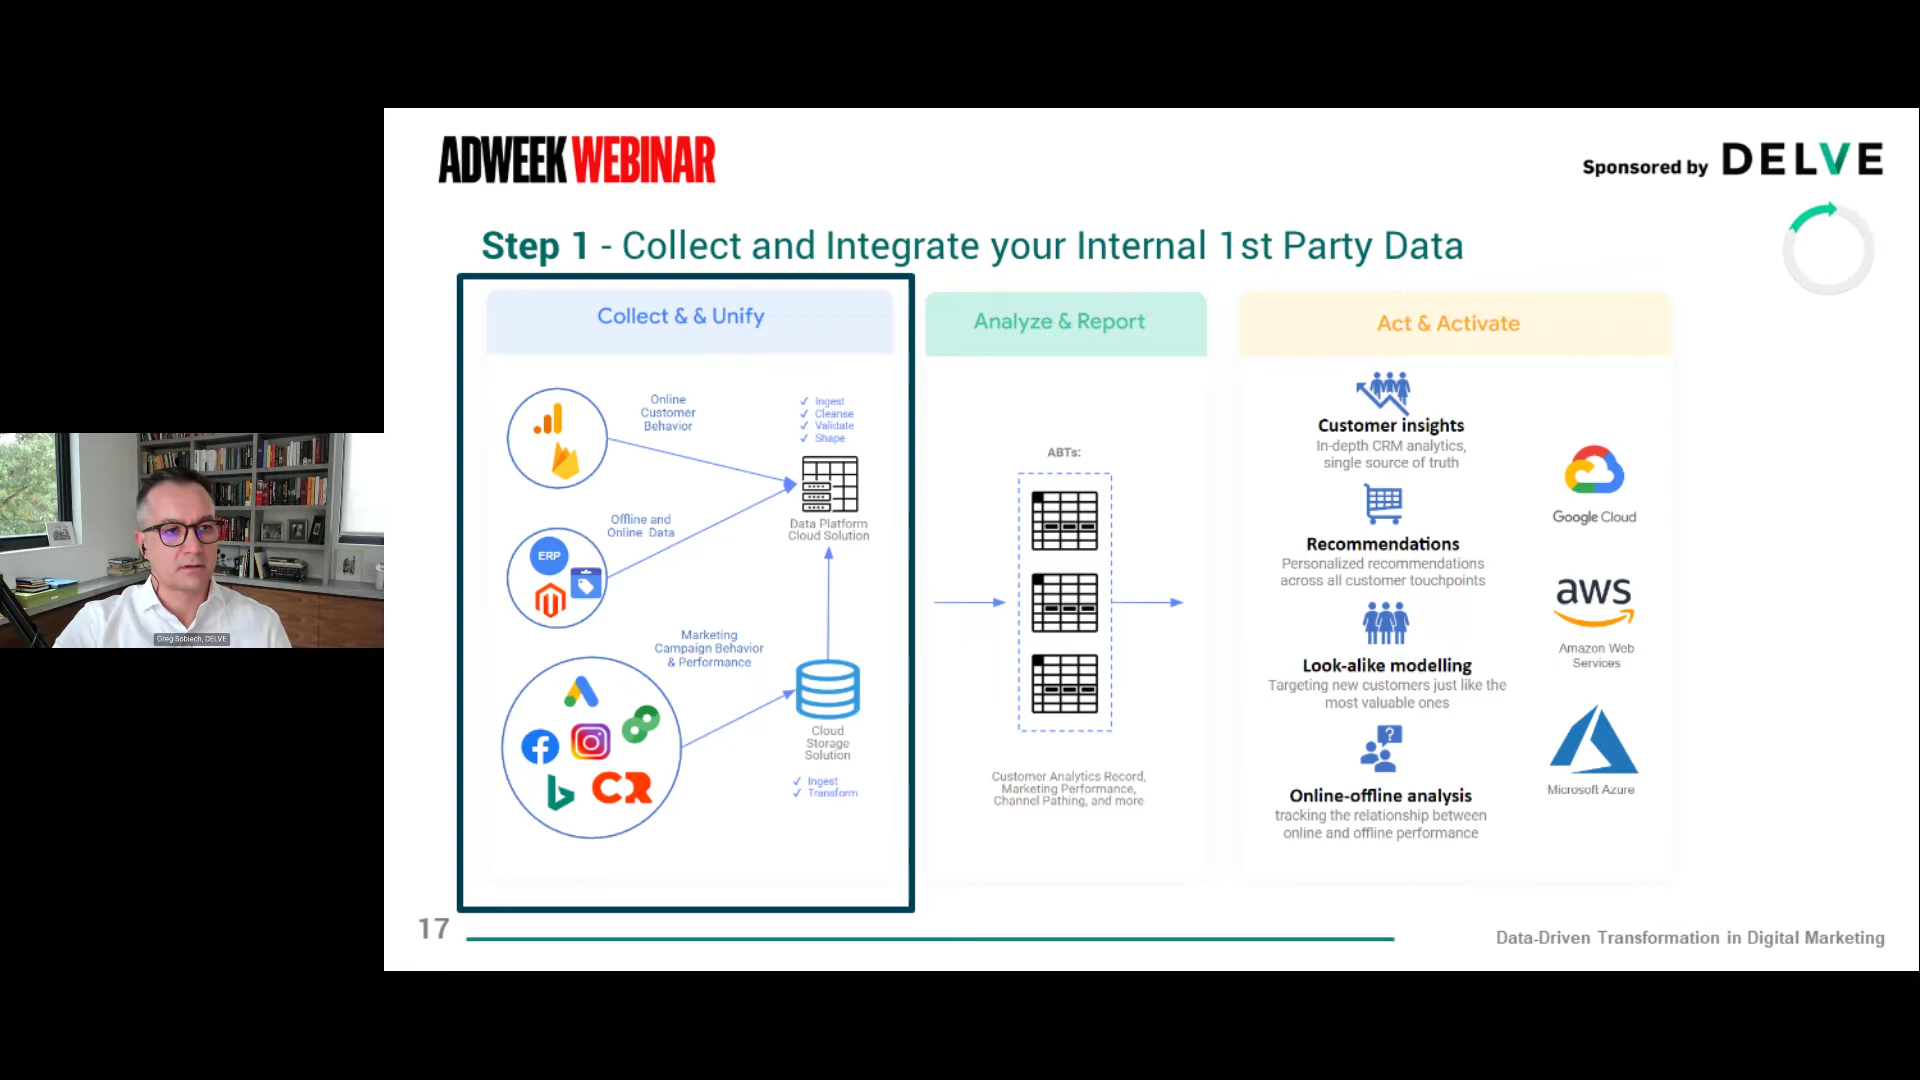 ADWEEK WEBINAR
Sponsored by DELVE
Step 1 - Collect and Integrate your Internal 1st Party Data
Collect & & Unify
Online
Customer
Behavior
✓ Ingest
✓ Cleanse
✓ Validate
✓ Shape
Offline and
Online Data
ERP
Data Platform
Cloud Solution
Marketing
Campaign Behavior
& Performance
CR
Cloud
Storage
Solution
✓ Ingest
✓ Transform
Analyze & Report
ABTs:
Customer Analytics Record,
Marketing Performance,
Channel Pathing, and more
Act & Activate
Customer insights
In-depth CRM analytics,
single source of truth
Recommendations
Personalized recommendations
across all customer touchpoints
Look-alike modelling
Targeting new customers just like the
most valuable ones
?
Online-offline analysis
tracking the relationship between
online and offline performance
Google Cloud
aws
Amazon Web
Services
Microsoft Azure
Greg Sobiech, DELVE
17
Data-Driven Transformation in Digital Marketing